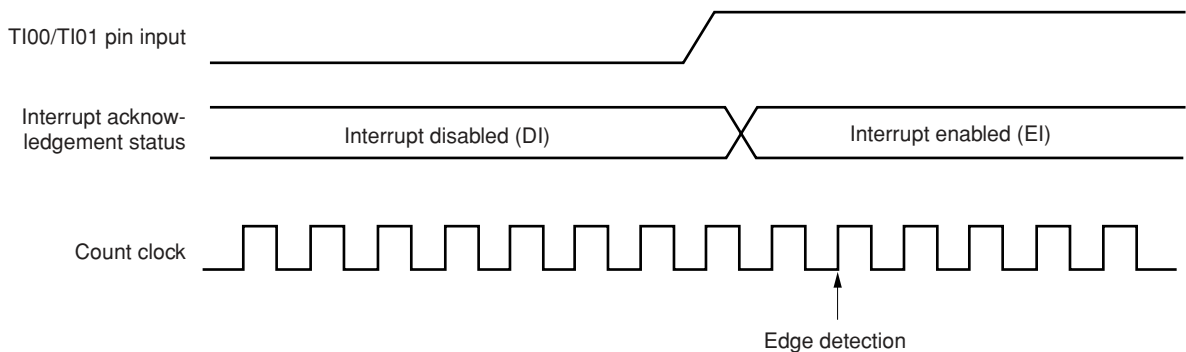 TI00/TI01 pin input
Interrupt acknow-
ledgement status
Interrupt disabled (DI)
Interrupt enabled (EI)
Count clock
Edge detection